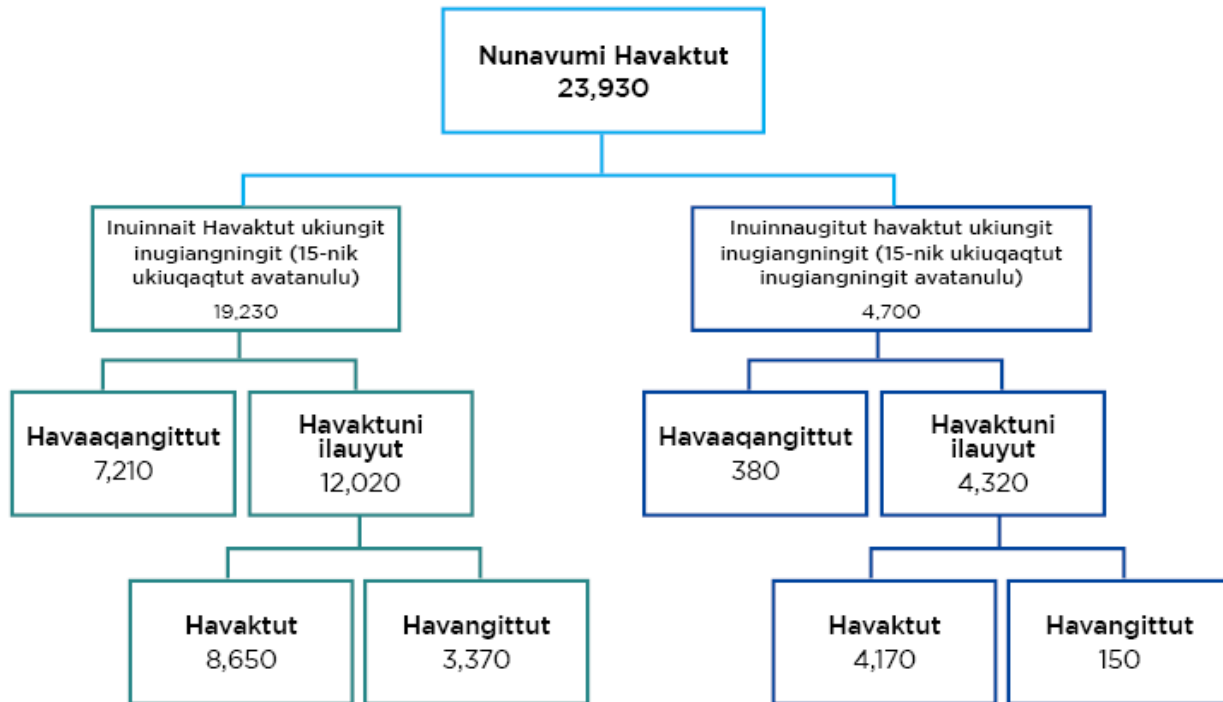 Nunavumi Havaktut
23,930
Inuinnait Havaktut ukiungit
inugiangningit (15-nik
ukiuqaqtut avatanulu)
19,230
Inuinnaugitut havaktut ukiungit
inugiangningit (15-nik ukiuqaqtut
inugiangningit avatanulu)
4,700
Havaaqangittut
7,210
Havaktuni
ilauyut
12,020
Havaaqangittut
380
Havaktuni
ilauyut
4,320
Havaktut
8,650
Havangittut
3,370
Havaktut
4,170
Havangittut
150